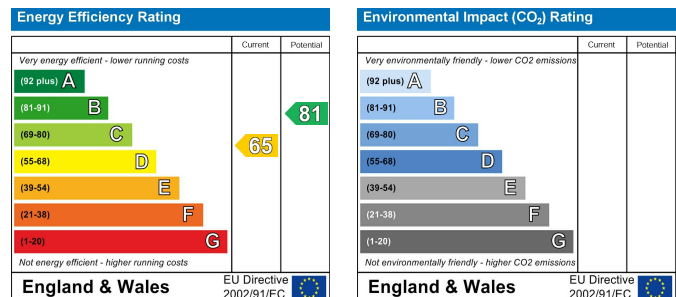 Energy Efficiency Rating
Current Potential
Very energy efficient - lower running costs
(92 plus) A
(81-91) B
81
(69-80) C
65
(55-68) D
(39-54) E
(21-38) F
(1-20) G
Not energy efficient - higher running costs
England & Wales
EU Directive
2002/91/EC
Environmental Impact (CO₂) Rating
Current Potential
Very environmentally friendly - lower CO2 emissions
(92 plus) A
(81-91) B
(69-80) C
(55-68) D
(39-54) E
(21-38) F
(1-20) G
Not environmentally friendly - higher CO2 emissions
England & Wales
EU Directive
2002/91/EC